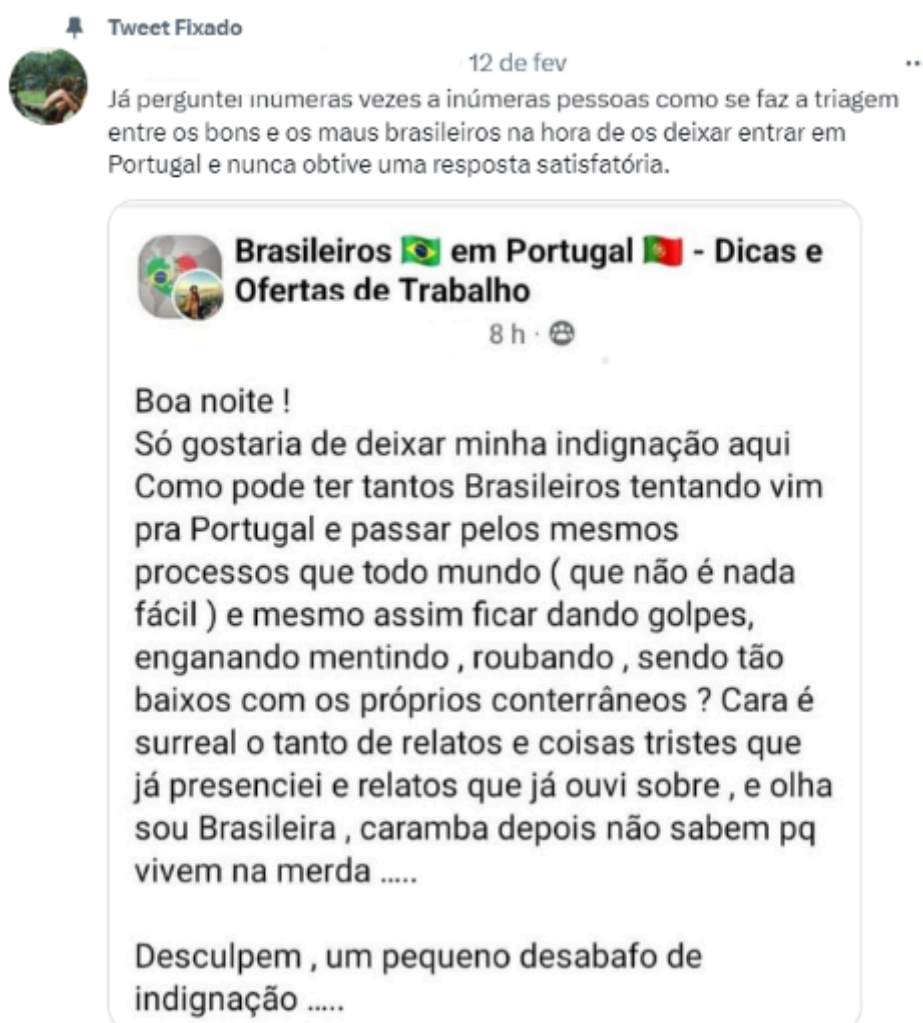 Tweet Fixado
12 de fev
Já perguntei inúmeras vezes a inúmeras pessoas como se faz a triagem
entre os bons e os maus brasileiros na hora de os deixar entrar em
Portugal e nunca obtive uma resposta satisfatória.
Brasileiros 🇧🇷 em Portugal 🇵🇹 - Dicas e
Ofertas de Trabalho
8 h ·
Boa noite !
Só gostaria de deixar minha indignação aqui
Como pode ter tantos Brasileiros tentando vim
pra Portugal e passar pelos mesmos
processos que todo mundo ( que não é nada
fácil ) e mesmo assim ficar dando golpes,
enganando mentindo , roubando , sendo tão
baixos com os próprios conterrâneos ? Cara é
surreal o tanto de relatos e coisas tristes que
já presenciei e relatos que já ouvi sobre , e olha
sou Brasileira , caramba depois não sabem pq
vivem na merda .....
Desculpem , um pequeno desabafo de
indignação .....